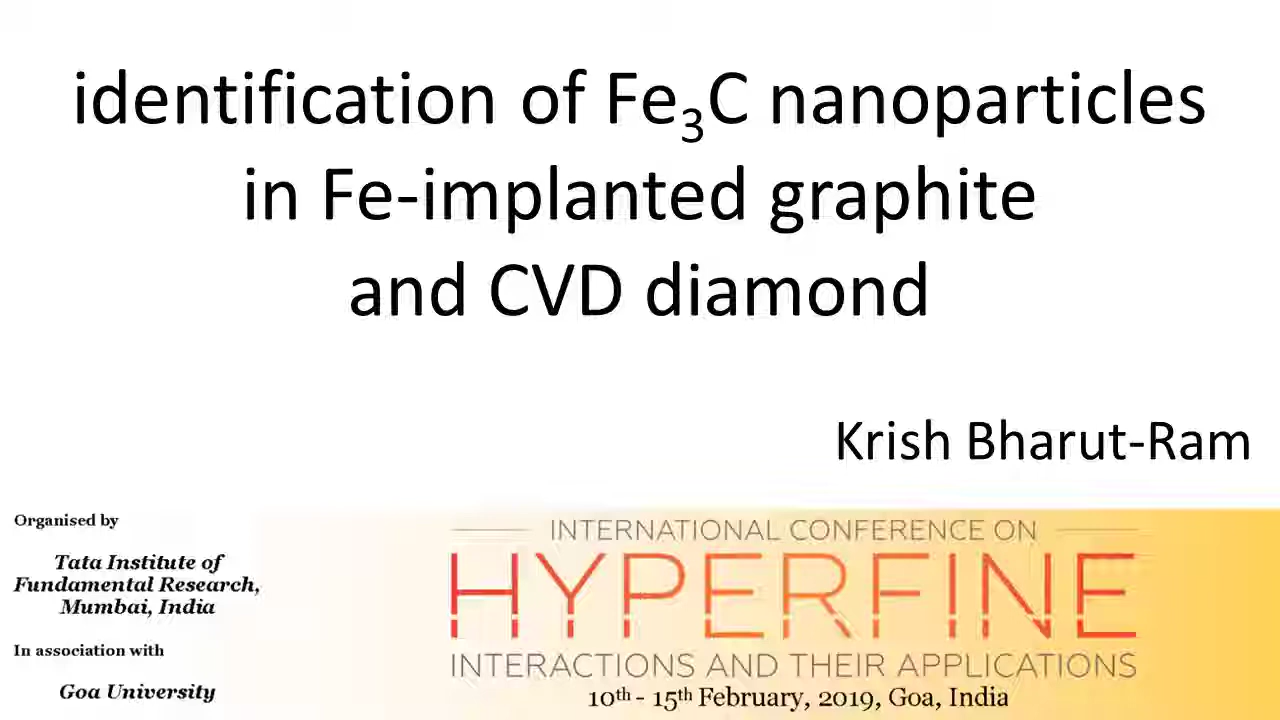 identification of Fe₃C nanoparticles
in Fe-implanted graphite
and CVD diamond
Krish Bharut-Ram
Organised by
Tata Institute of
Fundamental Research,
Mumbai, India
In association with
Goa University
INTERNATIONAL CONFERENCE ON
HYPERFINE
INTERACTIONS AND THEIR APPLICATIONS
10th - 15th February, 2019, Goa, India